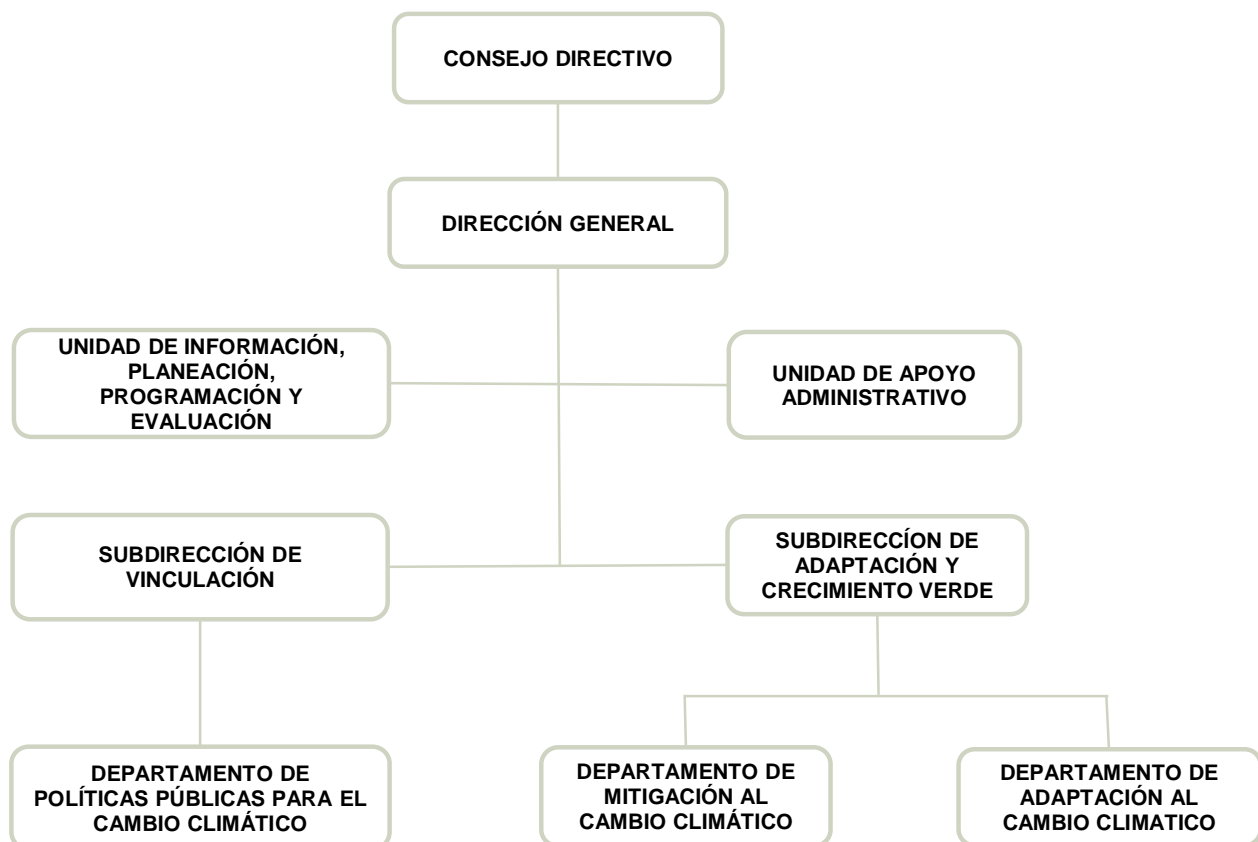 CONSEJO DIRECTIVO
DIRECCIÓN GENERAL
UNIDAD DE INFORMACIÓN,
PLANEACIÓN,
PROGRAMACIÓN Y
EVALUACIÓN
UNIDAD DE APOYO
ADMINISTRATIVO
SUBDIRECCIÓN DE
VINCULACIÓN
SUBDIRECCÍON DE
ADAPTACIÓN Y
CRECIMIENTO VERDE
DEPARTAMENTO DE
POLÍTICAS PÚBLICAS PARA EL
CAMBIO CLIMÁTICO
DEPARTAMENTO DE
MITIGACIÓN AL
CAMBIO CLIMÁTICO
DEPARTAMENTO DE
ADAPTACIÓN AL
CAMBIO CLIMATICO